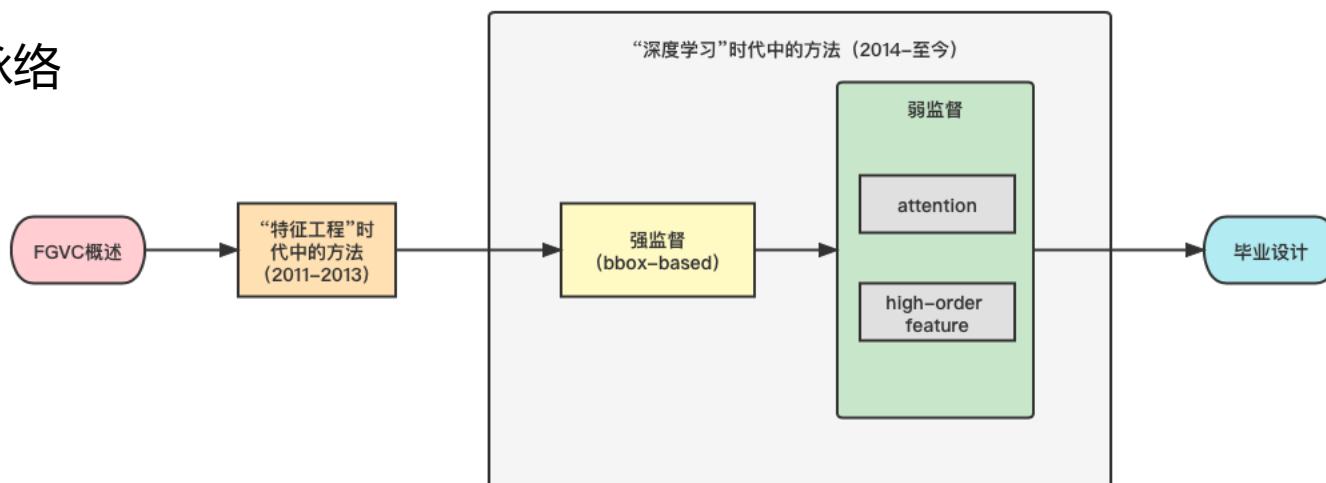 络
“深度学习”时代中的方法（2014–至今）
弱监督
attention
high–order
feature
强监督
(bbox–based)
“特征工程”时
代中的方法
（2011–2013）
FGVC概述
毕业设计